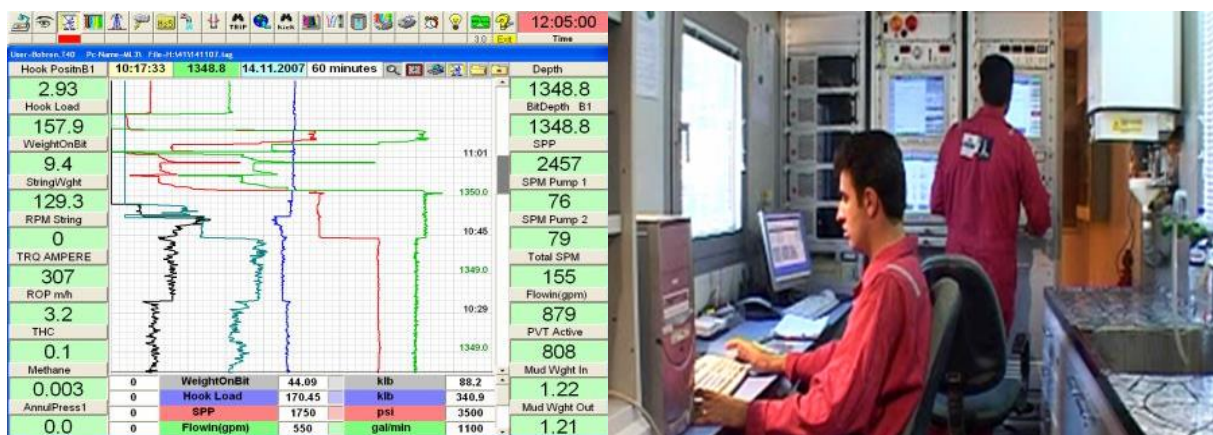 TRIP
kick
12:05:00
3.0 Exit Time
User-Bohren.T40 Pc-Name-ML31 File-H:\41\141107.tag
Hook PositnB1
2.93
Hook Load
157.9
WeightOnBit
9.4
StringWght
129.3
RPM String
0
TRQ AMPERE
307
ROP m/h
3.2
THC
0.1
Methane
0.003
AnnulPress1
0.0
10:17:33 1348.8 14.11.2007 60 minutes
11:01
1350.0
10:45
1349.0
10:29
1349.0
0 WeightOnBit 44.09 klb 88.2
0 Hook Load 170.45 klb 340.9
0 SPP 1750 psi 3500
0 Flowin(gpm) 550 gal/min 1100
Depth
1348.8
BitDepth B1
1348.8
SPP
2457
SPM Pump 1
76
SPM Pump 2
79
Total SPM
155
Flowin(gpm)
879
PVT Active
808
Mud Wght In
1.22
Mud Wght Out
1.21